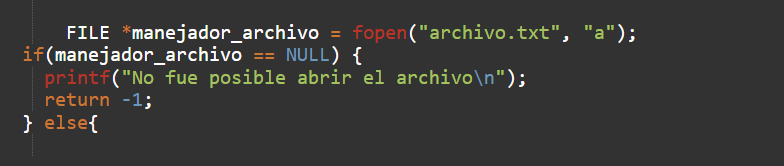 FILE *manejador_archivo = fopen("archivo.txt", "a");
if(manejador_archivo == NULL) {
printf("No fue posible abrir el archivo\n");
return -1;
} else{